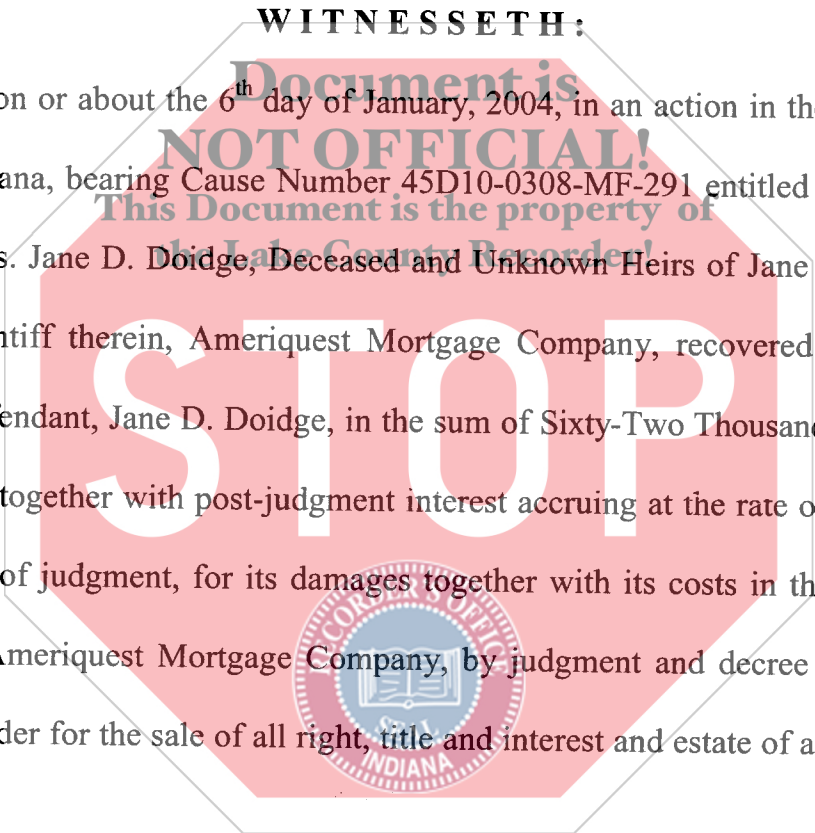 WITNESSETH:
Document is
on or about the 6th day of January, 2004, in an action in the
NOT OFFICIAL!
ana, bearing Cause Number 45D10-0308-MF-291 entitled
This Document is the property of
the Lake County Recorder!
s. Jane D. Doidge, Deceased and Unknown Heirs of Jane
ntiff therein, Ameriquest Mortgage Company, recovered
STOP
endant, Jane D. Doidge, in the sum of Sixty-Two Thousand
together with post-judgment interest accruing at the rate o
of judgment, for its damages together with its costs in th
RECORDER'S OFFICE
Ameriquest Mortgage Company, by judgment and decree
SEAL
der for the sale of all right, title and interest and estate of a
INDIANA